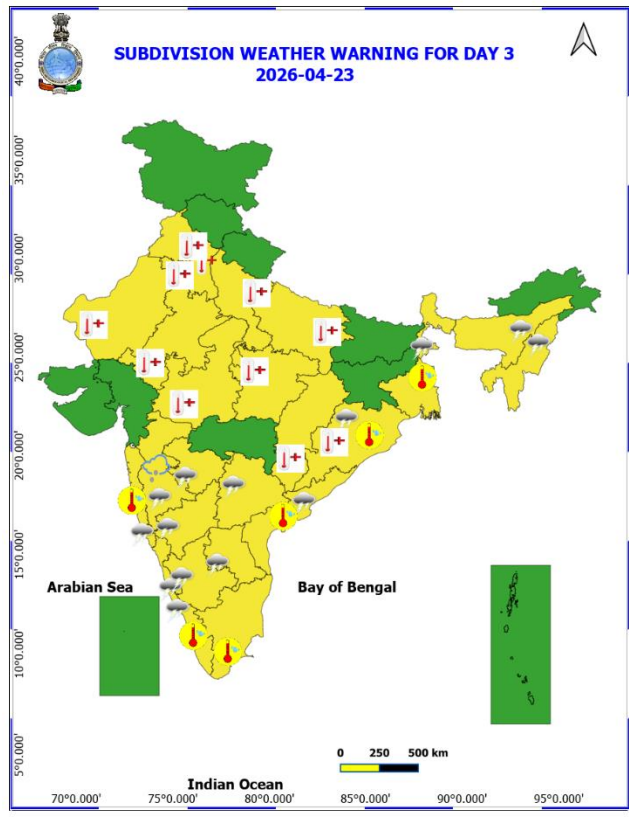 SUBDIVISION WEATHER WARNING FOR DAY 3
2026-04-23
40°0.000'
35°0.000'
30°0.000'
25°0.000'
20°0.000'
15°0.000'
10°0.000'
5°0.000'
Arabian Sea
Bay of Bengal
0 250 500 km
Indian Ocean
70°0.000' 75°0.000' 80°0.000' 85°0.000' 90°0.000' 95°0.000'